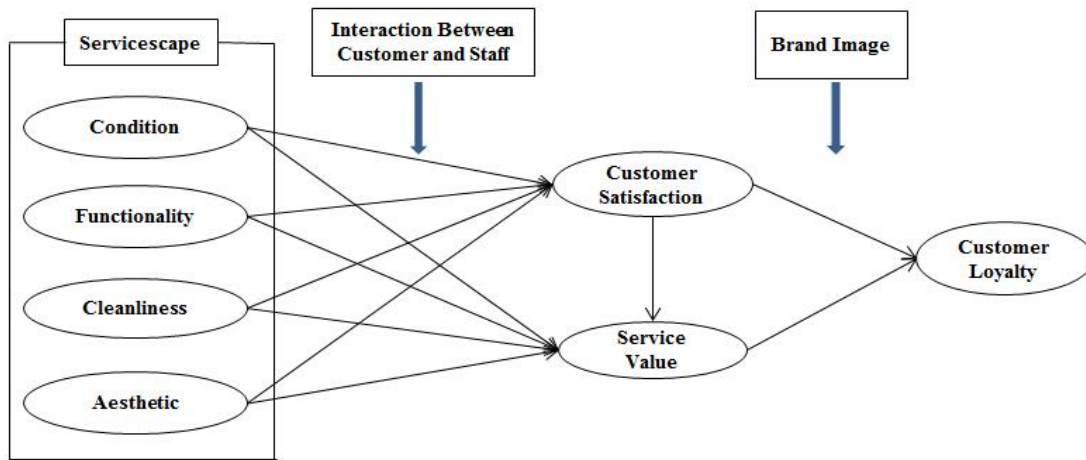 Servicescape
Interaction Between
Customer and Staff
Brand Image
Condition
Functionality
Cleanliness
Aesthetic
Customer
Satisfaction
Service
Value
Customer
Loyalty